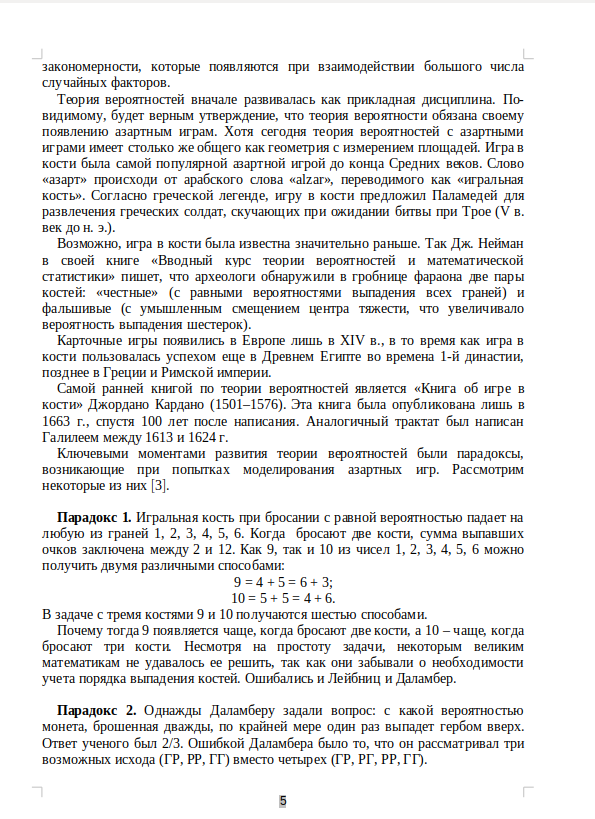 закономерности, которые появляются при взаимодействии большого числа
случайных факторов.
Теория вероятностей вначале развивалась как прикладная дисциплина. По-
видимому, будет верным утверждение, что теория вероятности обязана своему
появлению азартным играм. Хотя сегодня теория вероятностей с азартными
играми имеет столько же общего как геометрия с измерением площадей. Игра в
кости была самой популярной азартной игрой до конца Средних веков. Слово
«азарт» происходи от арабского слова «alzar», переводимого как «игральная
кость». Согласно греческой легенде, игру в кости предложил Паламедей для
развлечения греческих солдат, скучающих при ожидании битвы при Трое (V в.
век до н. э.).
Возможно, игра в кости была известна значительно раньше. Так Дж. Нейман
в своей книге «Вводный курс теории вероятностей и математической
статистики» пишет, что археологи обнаружили в гробнице фараона две пары
костей: «честные» (с равными вероятностями выпадения всех граней) и
фальшивые (с умышленным смещением центра тяжести, что увеличивало
вероятность выпадения шестерок).
Карточные игры появились в Европе лишь в XIV в., в то время как игра в
кости пользовалась успехом еще в Древнем Египте во времена 1-й династии,
позднее в Греции и Римской империи.
Самой ранней книгой по теории вероятностей является «Книга об игре в
кости» Джордано Кардано (1501–1576). Эта книга была опубликована лишь в
1663 г., спустя 100 лет после написания. Аналогичный трактат был написан
Галилеем между 1613 и 1624 г.
Ключевыми моментами развития теории вероятностей были парадоксы,
возникающие при попытках моделирования азартных игр. Рассмотрим
некоторые из них [3].
Парадокс 1. Игральная кость при бросании с равной вероятностью падает на
любую из граней 1, 2, 3, 4, 5, 6. Когда бросают две кости, сумма выпавших
очков заключена между 2 и 12. Как 9, так и 10 из чисел 1, 2, 3, 4, 5, 6 можно
получить двумя различными способами:
9 = 4 + 5 = 6 + 3;
10 = 5 + 5 = 4 + 6.
В задаче с тремя костями 9 и 10 получаются шестью способами.
Почему тогда 9 появляется чаще, когда бросают две кости, а 10 – чаще, когда
бросают три кости. Несмотря на простоту задачи, некоторым великим
математикам не удавалось ее решить, так как они забывали о необходимости
учета порядка выпадения костей. Ошибались и Лейбниц и Даламбер.
Парадокс 2. Однажды Даламберу задали вопрос: с какой вероятностью
монета, брошенная дважды, по крайней мере один раз выпадет гербом вверх.
Ответ ученого был 2/3. Ошибкой Даламбера было то, что он рассматривал три
возможных исхода (ГР, РР, ГГ) вместо четырех (ГР, РГ, РР, ГГ).
5